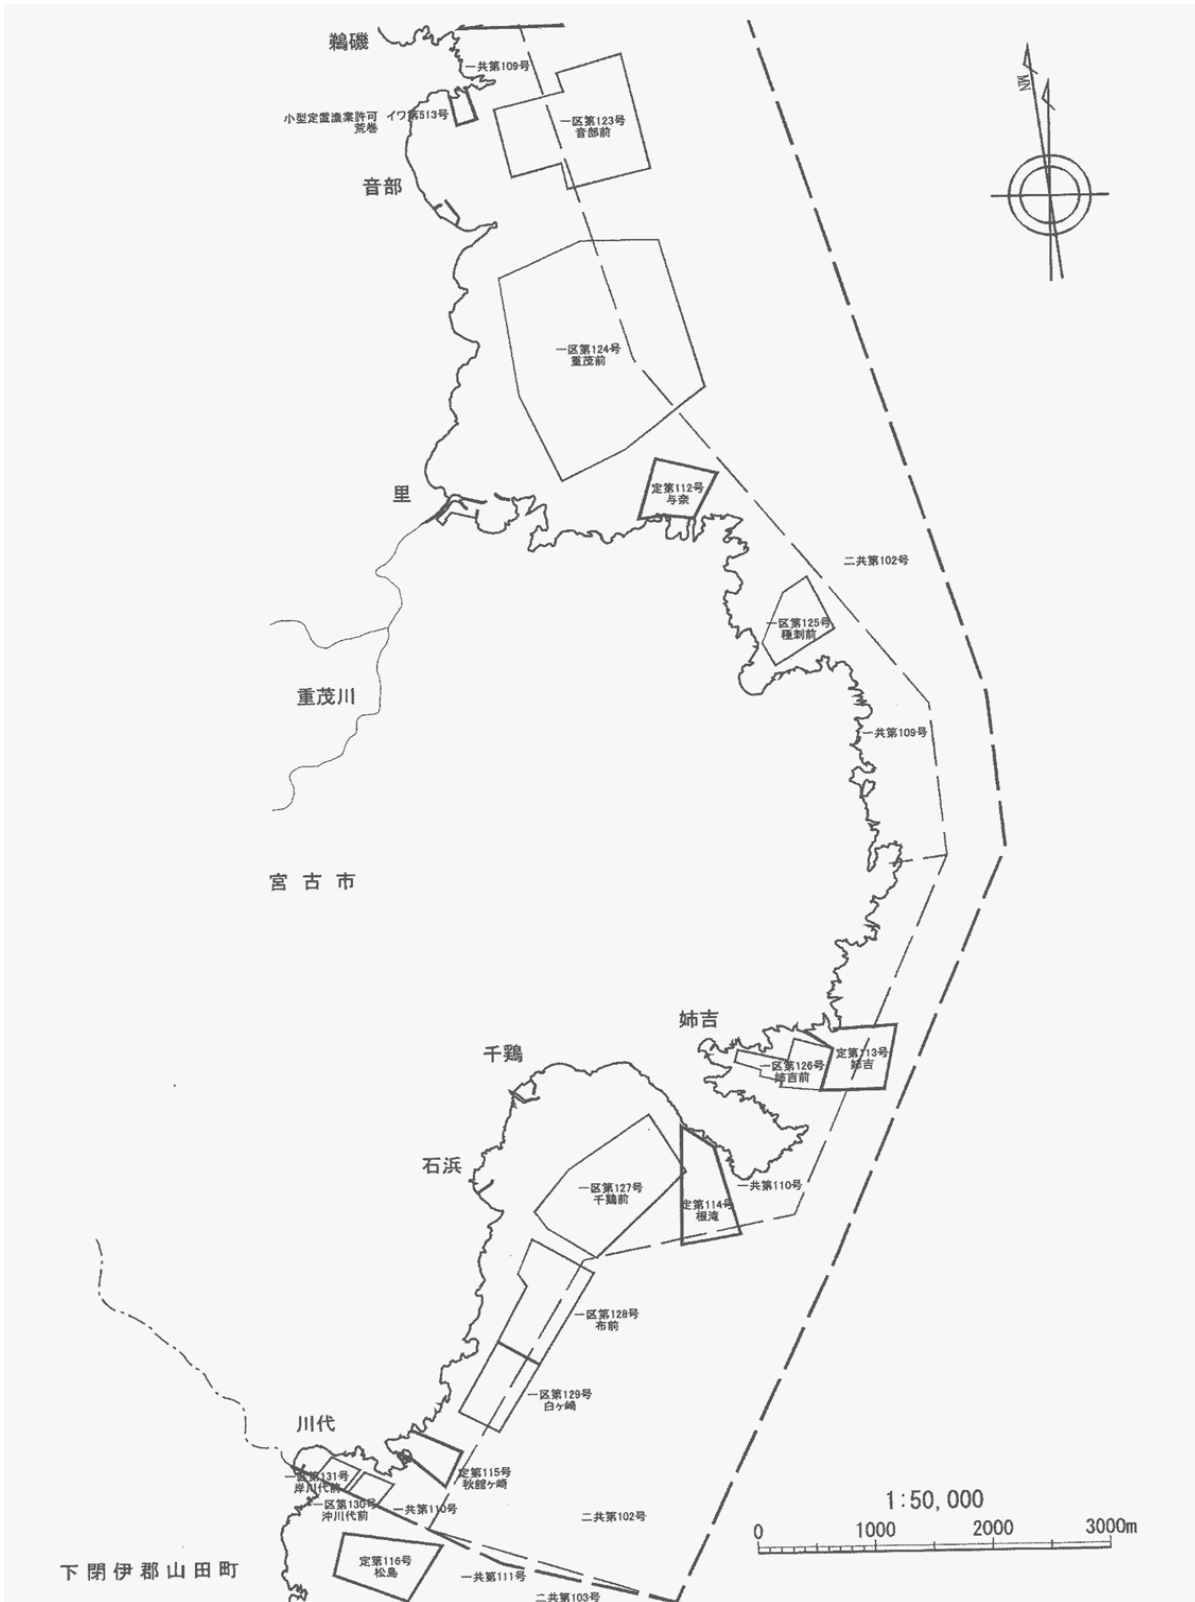 鵜磯
一共第109号
小型定置漁業許可 イワ第513号
荒巻
一区第123号
音部前
音部
MN
一区第124号
重茂前
里
定第112号
与奈
二共第102号
一区第125号
種刺前
重茂川
一共第109号
宮古市
姉吉
千鶏
定第113号
姉吉
一区第126号
姉吉前
石浜
一区第127号
千鶏前
一共第110号
定第114号
根滝
一区第128号
布前
一区第129号
白ヶ崎
川代
一区第131号
岸川代前
定第115号
秋舘ヶ崎
一区第130号
沖川代前
一共第110号
1:50,000
二共第102号
0 1000 2000 3000m
定第116号
松島
下閉伊郡山田町
一共第111号
二共第103号